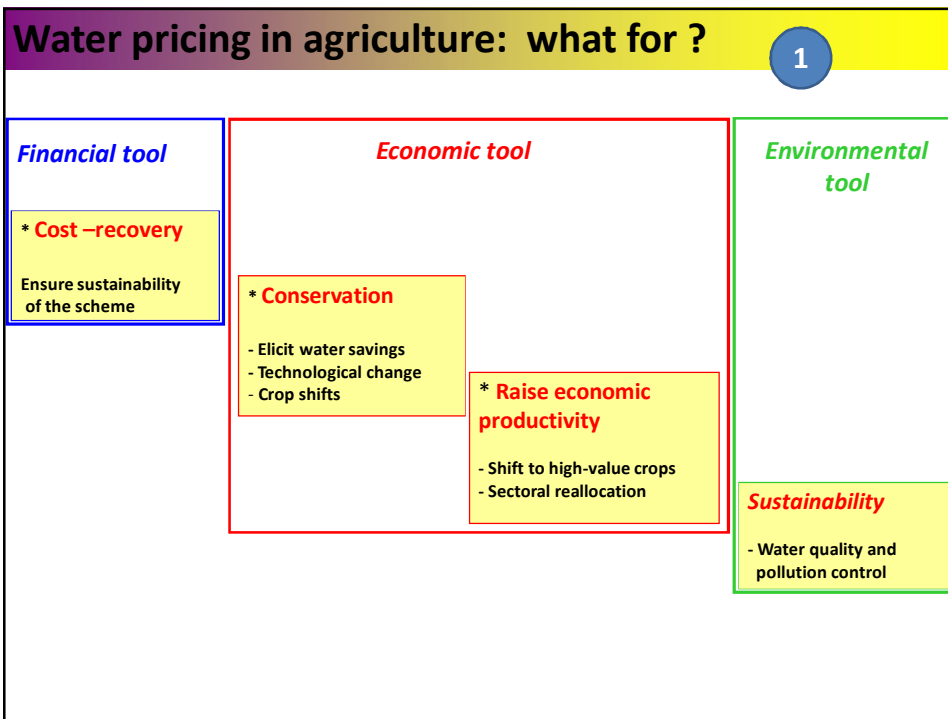 Water pricing in agriculture:  what for ?
1
Financial tool
* Cost –recovery
Ensure sustainability
of the scheme
Economic tool
* Conservation
- Elicit water savings
- Technological change
- Crop shifts
* Raise economic
productivity
- Shift to high-value crops
- Sectoral reallocation
Environmental
tool
Sustainability
- Water quality and
pollution control